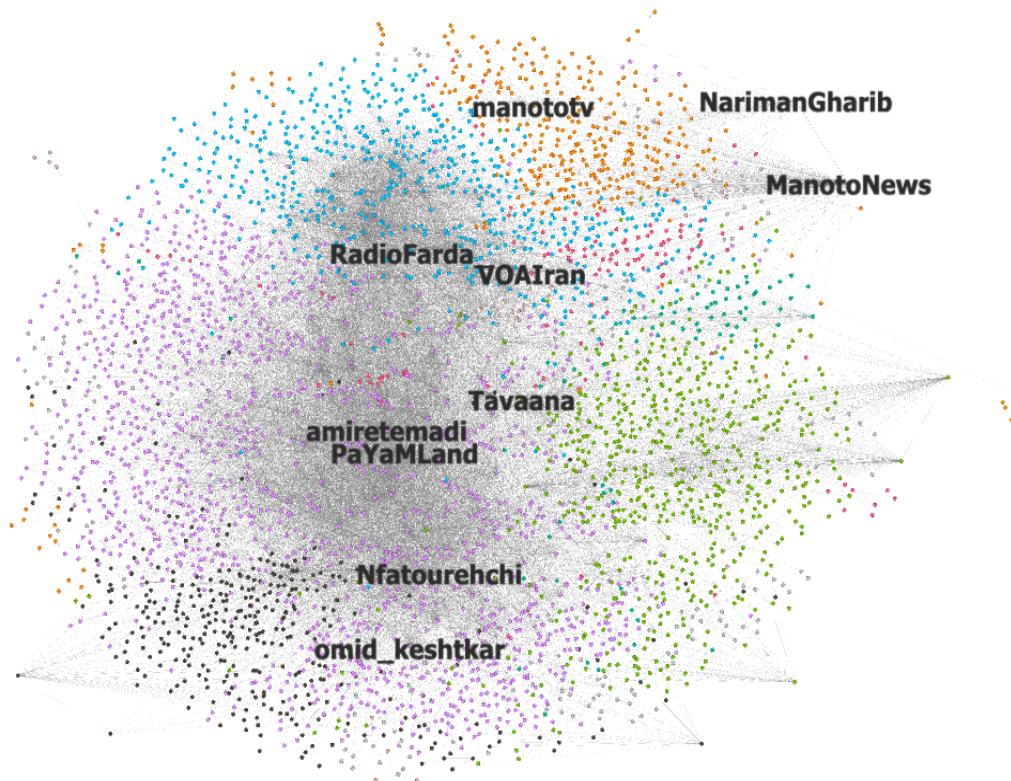 manototv
NarimanGharib
ManotoNews
RadioFarda
VOAIran
Tavaana
amiretemadi
PaYaMLand
Nfatourehchi
omid_keshtkar